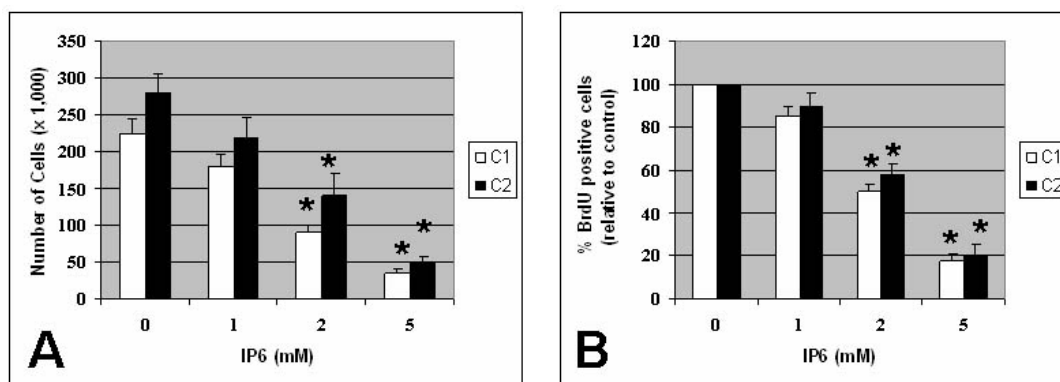 350
300
250
200
150
100
50
0
Number of Cells (x 1,000)
* * * *
0 1 2 5
IP6 (mM)
C1
C2
A
120
100
80
60
40
20
0
% BrdU positive cells
(relative to control)
* * * *
0 1 2 5
IP6 (mM)
C1
C2
B